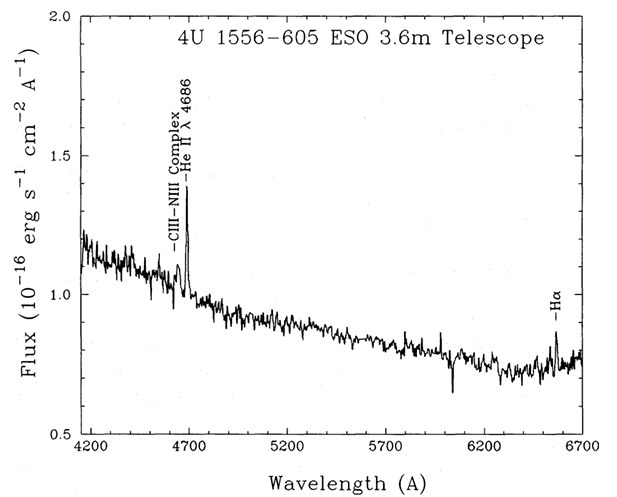 4U 1556-605 ESO 3.6m Telescope
Flux (10⁻¹⁶ erg s⁻¹ cm⁻² A⁻¹)
2.0
1.5
1.0
0.5
-CIII-NIII Complex
-He II λ 4686
-Hα
4200 4700 5200 5700 6200 6700
Wavelength (A)